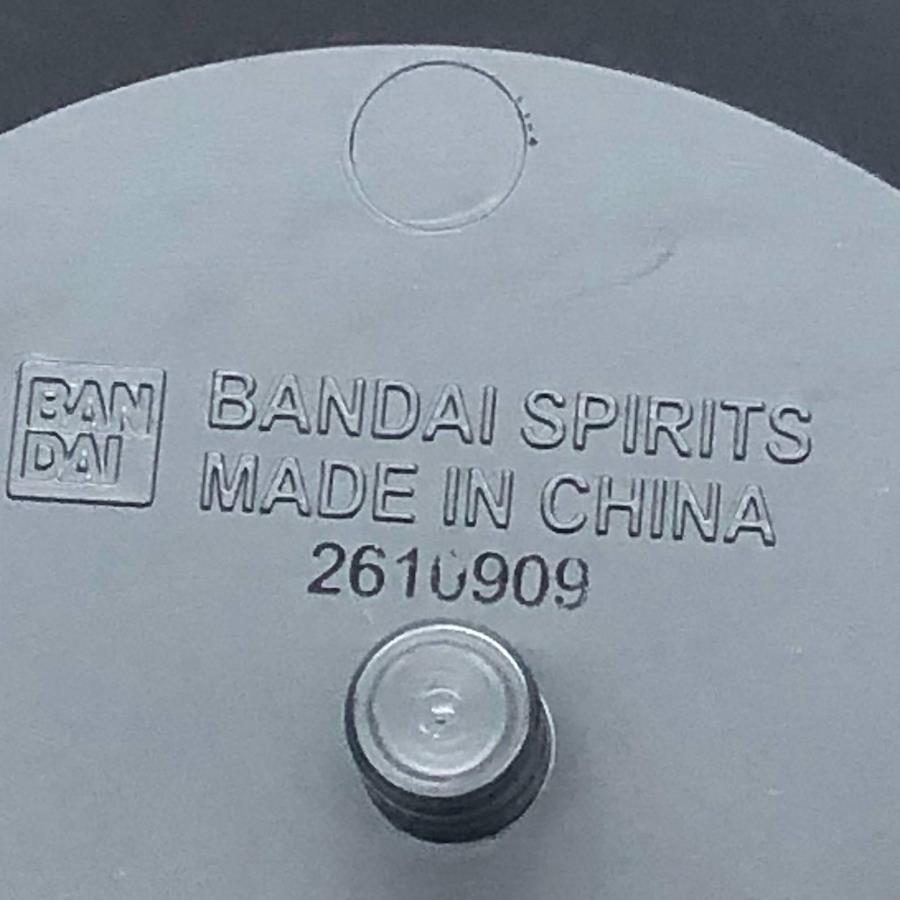 BAN
DAI
BANDAI SPIRITS
MADE IN CHINA
2610909